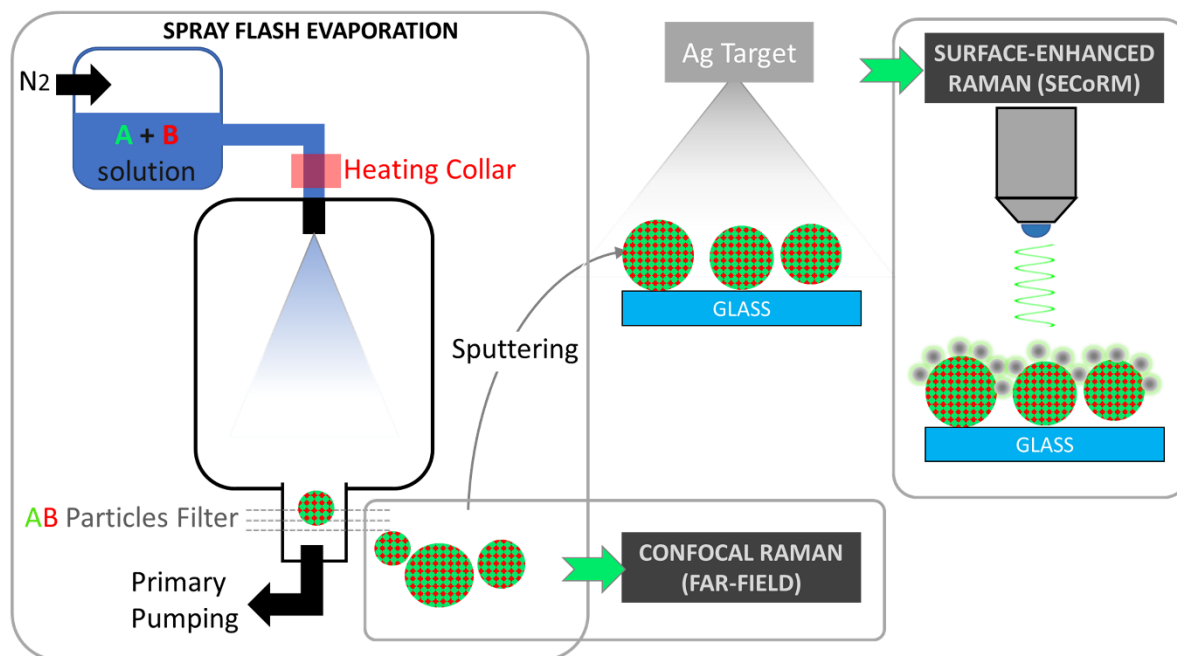 SPRAY FLASH EVAPORATION
N2
A + B
solution
Heating Collar
AB Particles Filter
Primary
Pumping
Sputtering
Ag Target
GLASS
CONFOCAL RAMAN
(FAR-FIELD)
SURFACE-ENHANCED
RAMAN (SECoRM)
GLASS